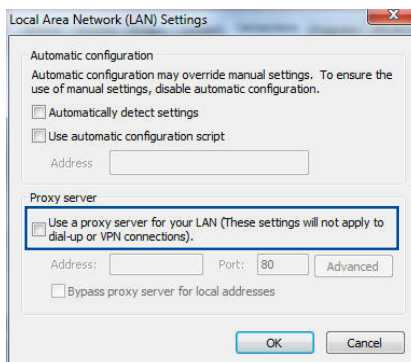 Local Area Network (LAN) Settings
Automatic configuration
Automatic configuration may override manual settings. To ensure the
use of manual settings, disable automatic configuration.
Automatically detect settings
Use automatic configuration script
Address
Proxy server
Use a proxy server for your LAN (These settings will not apply to
dial-up or VPN connections).
Address: Port: 80 Advanced
Bypass proxy server for local addresses
OK Cancel